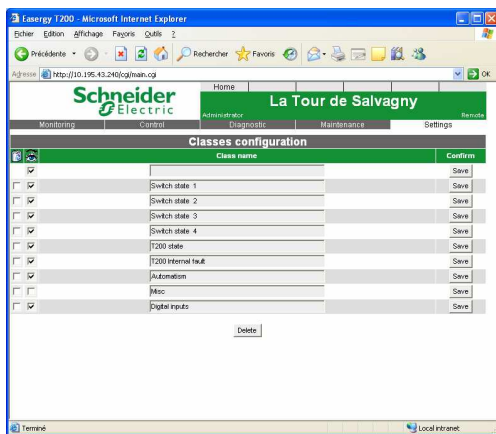 Easergy T200 - Microsoft Internet Explorer
Fichier Edition Affichage Favoris Outils ?
Précédente Rechercher Favoris
Adresse http://10.195.43.240/cgi/main.cgi OK
Home
Schneider Electric
La Tour de Salvagny
Administrator Remote
Monitoring Control Diagnostic Maintenance Settings
Classes configuration
Class name Confirm
Save
Switch state 1 Save
Switch state 2 Save
Switch state 3 Save
Switch state 4 Save
T200 state Save
T200 Internal fault Save
Automatism Save
Misc Save
Digital inputs Save
Delete
Terminé Local intranet